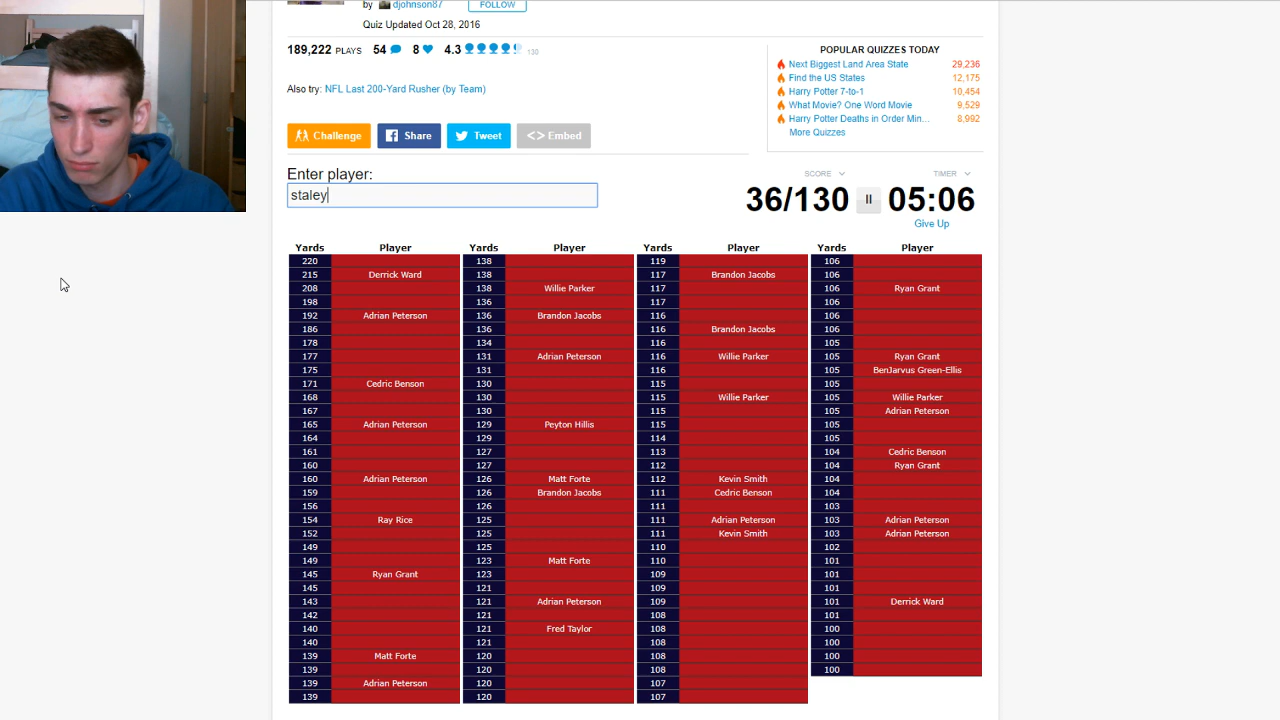 by djohnson87 FOLLOW
Quiz Updated Oct 28, 2016
189,222 PLAYS 54 8 4.3 130
POPULAR QUIZZES TODAY
Next Biggest Land Area State 29,236
Find the US States 12,175
Harry Potter 7-to-1 10,454
What Movie? One Word Movie 9,529
Harry Potter Deaths in Order Min... 8,992
More Quizzes
Also try: NFL Last 200-Yard Rusher (by Team)
Challenge Share Tweet <> Embed
Enter player:
staley
SCORE TIMER
36/130 II 05:06
Give Up
Yards Player Yards Player Yards Player Yards Player
220 138 119 106
215 Derrick Ward 138 117 Brandon Jacobs 106
208 138 Willie Parker 117 106 Ryan Grant
198 136 117 106
192 Adrian Peterson 136 Brandon Jacobs 116 106
186 136 116 Brandon Jacobs 106
178 134 116 105
177 131 Adrian Peterson 116 Willie Parker 105 Ryan Grant
175 131 116 105 BenJarvus Green-Ellis
171 Cedric Benson 130 115 105
168 130 115 Willie Parker 105 Willie Parker
167 130 115 105 Adrian Peterson
165 Adrian Peterson 129 Peyton Hillis 115 105
164 129 114 105
161 127 113 104 Cedric Benson
160 127 112 104 Ryan Grant
160 Adrian Peterson 126 Matt Forte 112 Kevin Smith 104
159 126 Brandon Jacobs 111 Cedric Benson 104
156 126 111 103
154 Ray Rice 125 111 Adrian Peterson 103 Adrian Peterson
152 125 111 Kevin Smith 103 Adrian Peterson
149 125 110 102
149 123 Matt Forte 110 101
145 Ryan Grant 123 109 101
145 121 109 101
143 121 Adrian Peterson 109 101 Derrick Ward
142 121 108 101
140 121 Fred Taylor 108 100
140 121 108 100
139 Matt Forte 120 108 100
139 120 108 100
139 Adrian Peterson 120 107
139 120 107